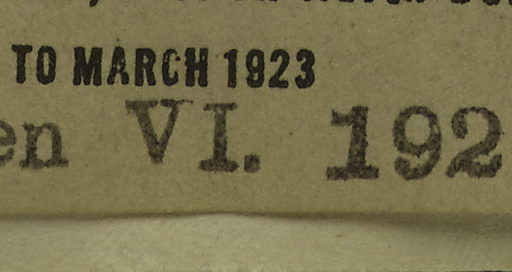 TO MARCH 1923
en VI. 192